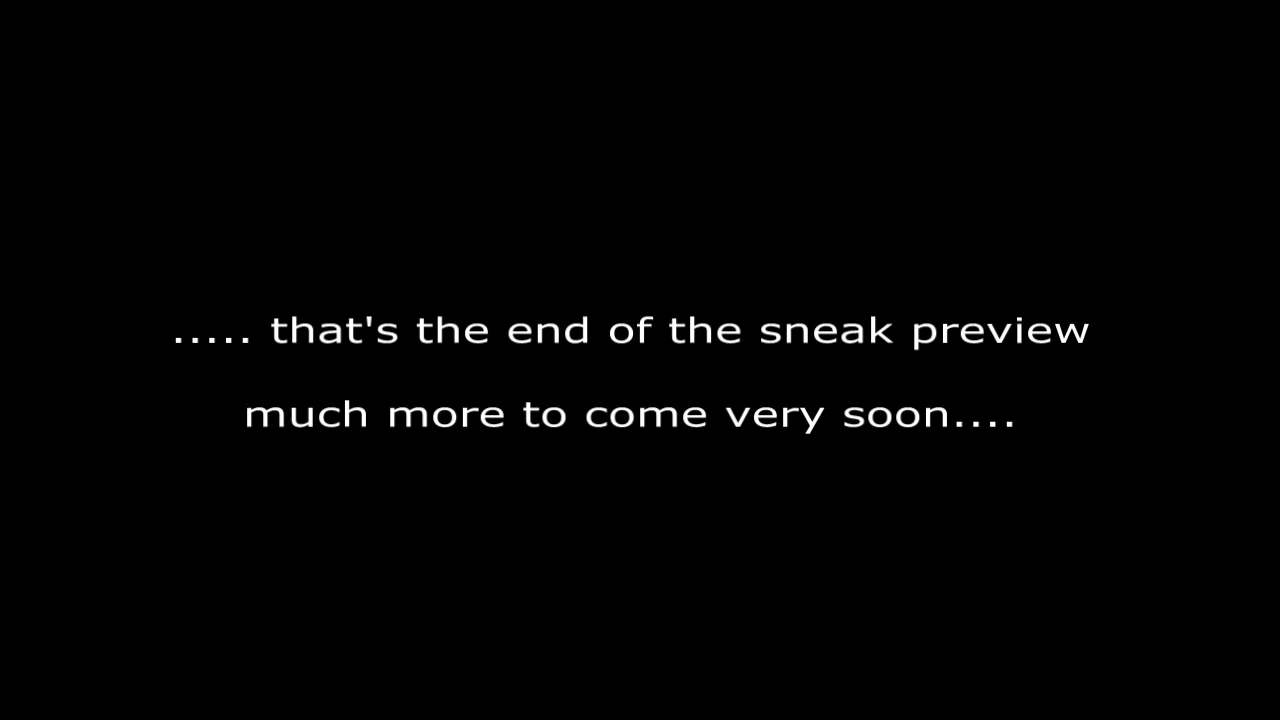 ..... that's the end of the sneak preview
much more to come very soon....